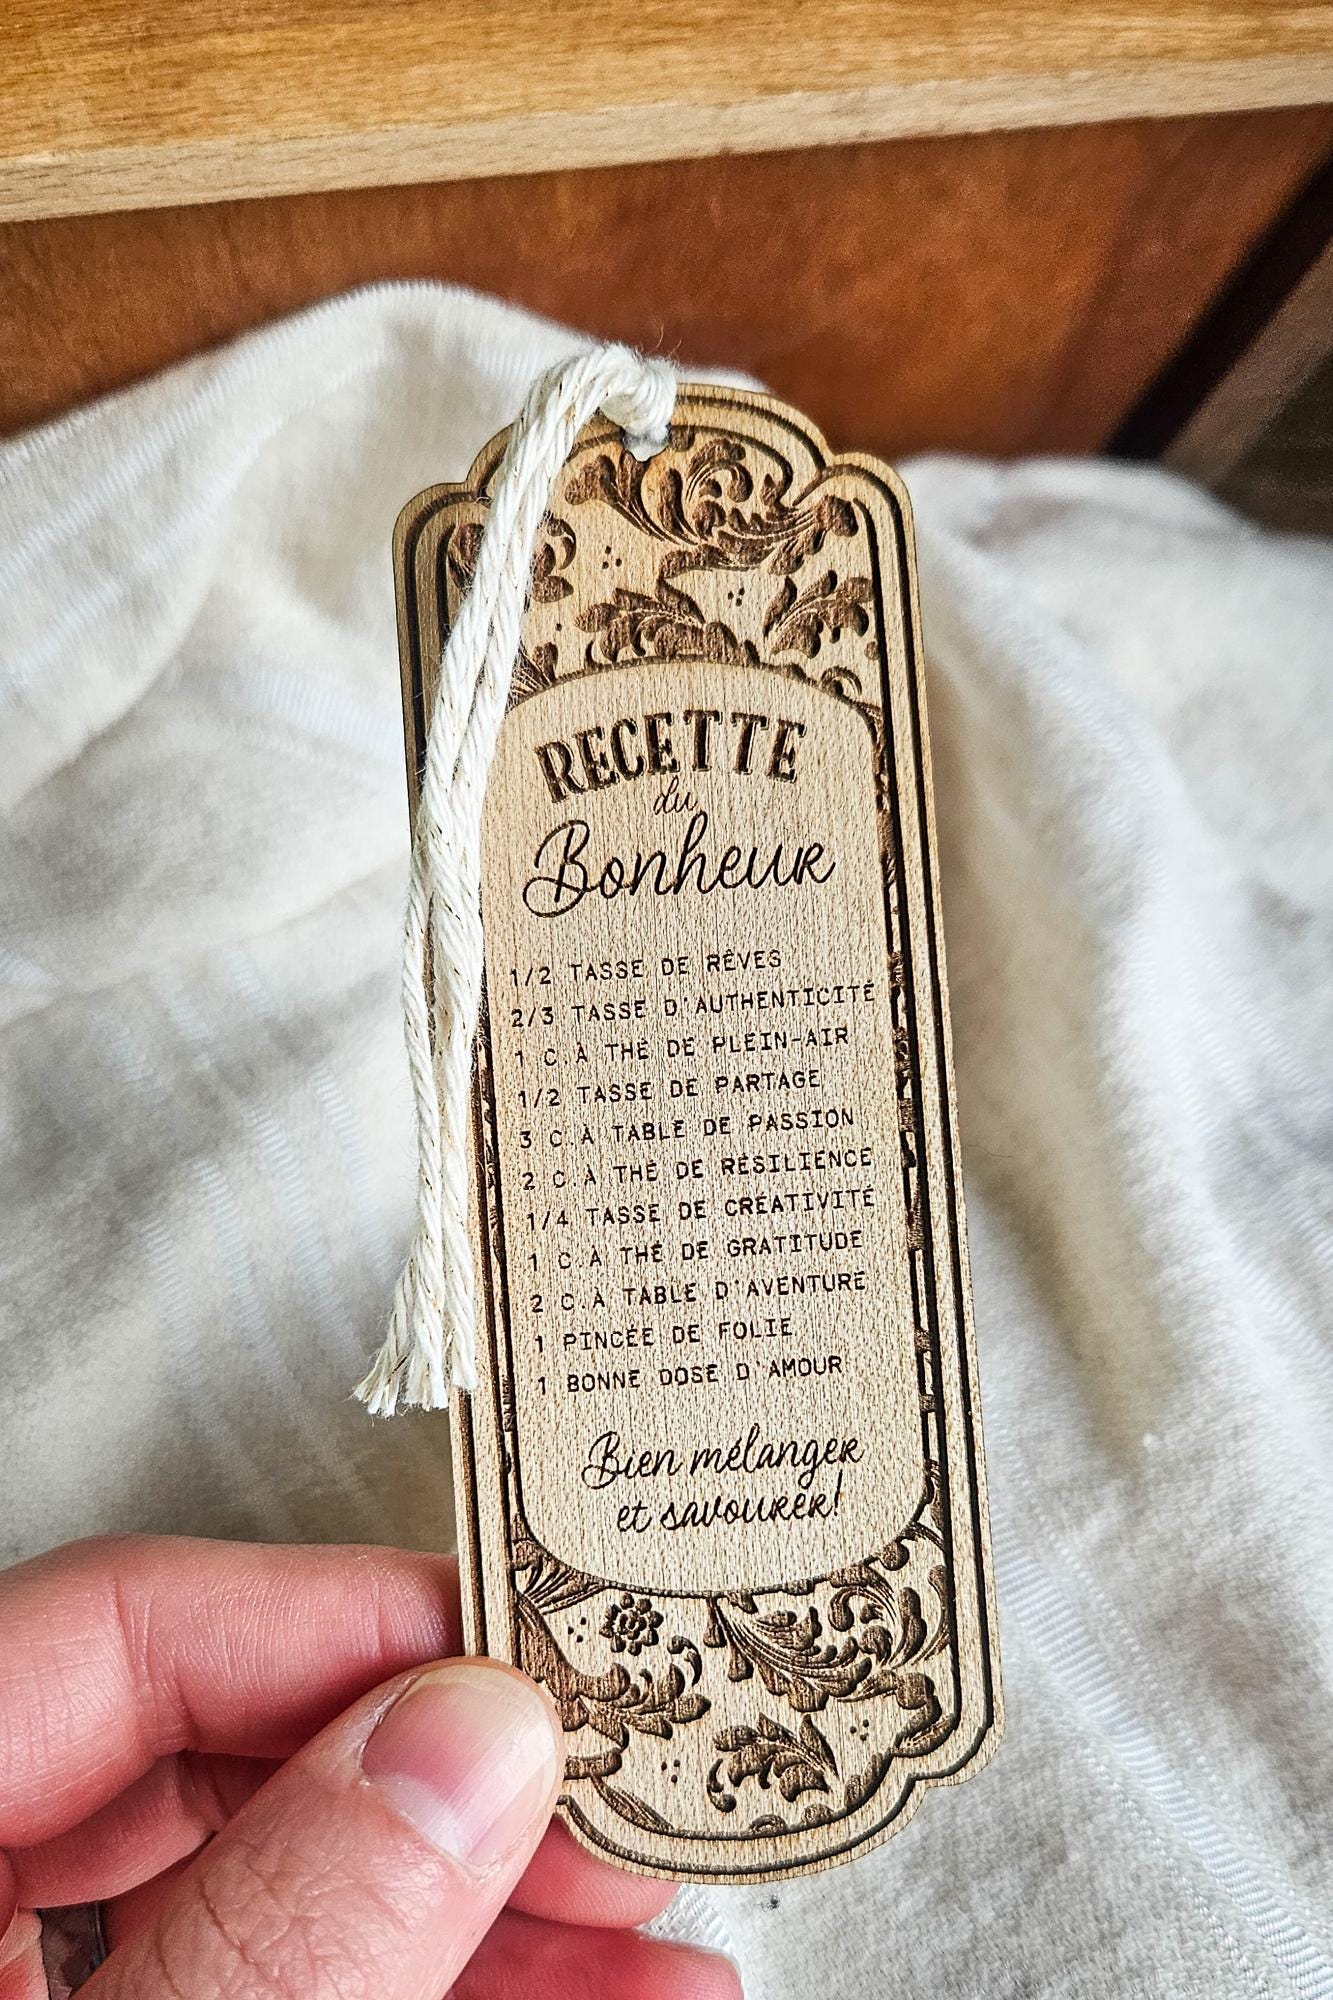 RECETTE
du
Bonheur
1/2 TASSE DE RÊVES
2/3 TASSE D'AUTHENTICITÉ
1 C.À THÉ DE PLEIN-AIR
1/2 TASSE DE PARTAGE
3 C.À TABLE DE PASSION
2 C.À THÉ DE RÉSILIENCE
1/4 TASSE DE CRÉATIVITÉ
1 C.À THÉ DE GRATITUDE
2 C.À TABLE D'AVENTURE
1 PINCÉE DE FOLIE
1 BONNE DOSE D'AMOUR
Bien mélanger
et savourer!